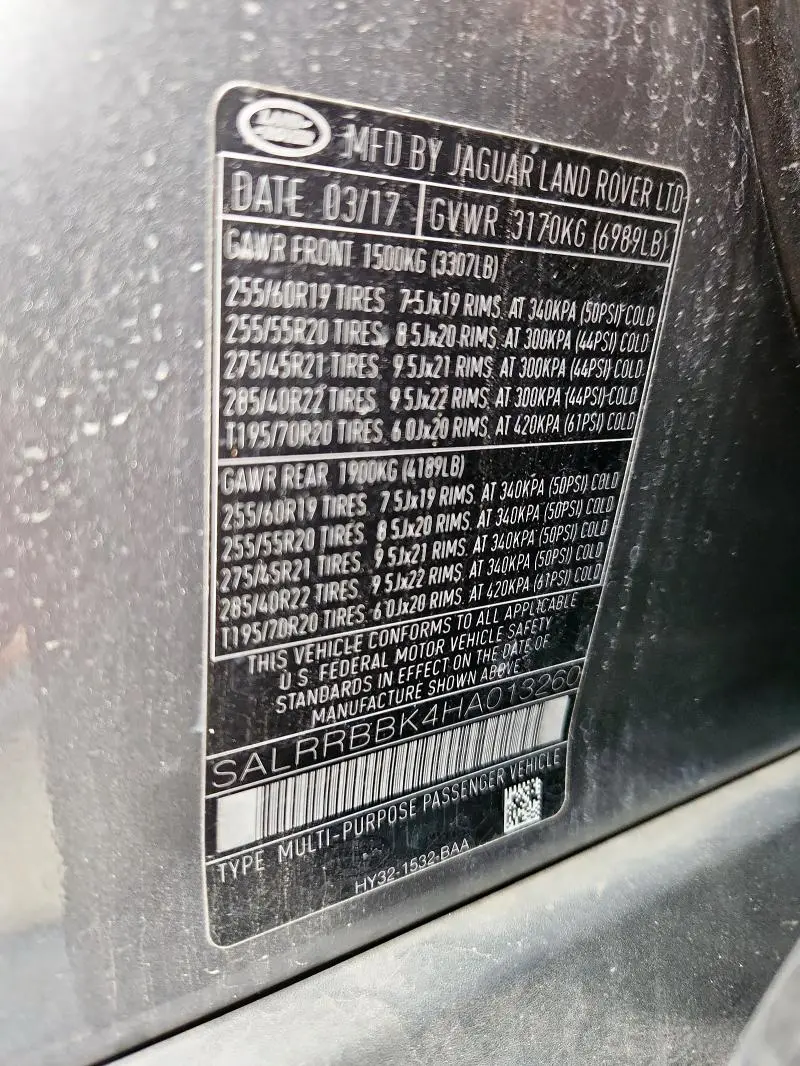 LAND ROVER
MFD BY JAGUAR LAND ROVER LTD
DATE 03/17 GVWR 3170KG (6989LB)
GAWR FRONT 1500KG (3307LB)
255/60R19 TIRES, 7.5Jx19 RIMS, AT 340KPA (50PSI) COLD
255/55R20 TIRES, 8.5Jx20 RIMS, AT 300KPA (44PSI) COLD
275/45R21 TIRES, 9.5Jx21 RIMS, AT 300KPA (44PSI) COLD
285/40R22 TIRES, 9.5Jx22 RIMS, AT 300KPA (44PSI) COLD
T195/70R20 TIRES, 6.0Jx20 RIMS, AT 420KPA (61PSI) COLD
GAWR REAR 1900KG (4189LB)
255/60R19 TIRES, 7.5Jx19 RIMS, AT 340KPA (50PSI) COLD
255/55R20 TIRES, 8.5Jx20 RIMS, AT 340KPA (50PSI) COLD
275/45R21 TIRES, 9.5Jx21 RIMS, AT 340KPA (50PSI) COLD
285/40R22 TIRES, 9.5Jx22 RIMS, AT 340KPA (50PSI) COLD
T195/70R20 TIRES, 6.0Jx20 RIMS, AT 420KPA (61PSI) COLD
THIS VEHICLE CONFORMS TO ALL APPLICABLE
U.S. FEDERAL MOTOR VEHICLE SAFETY
STANDARDS IN EFFECT ON THE DATE OF
MANUFACTURE SHOWN ABOVE
SALRRBBK4HA013260
TYPE MULTI-PURPOSE PASSENGER VEHICLE
HY32-1532-BAA